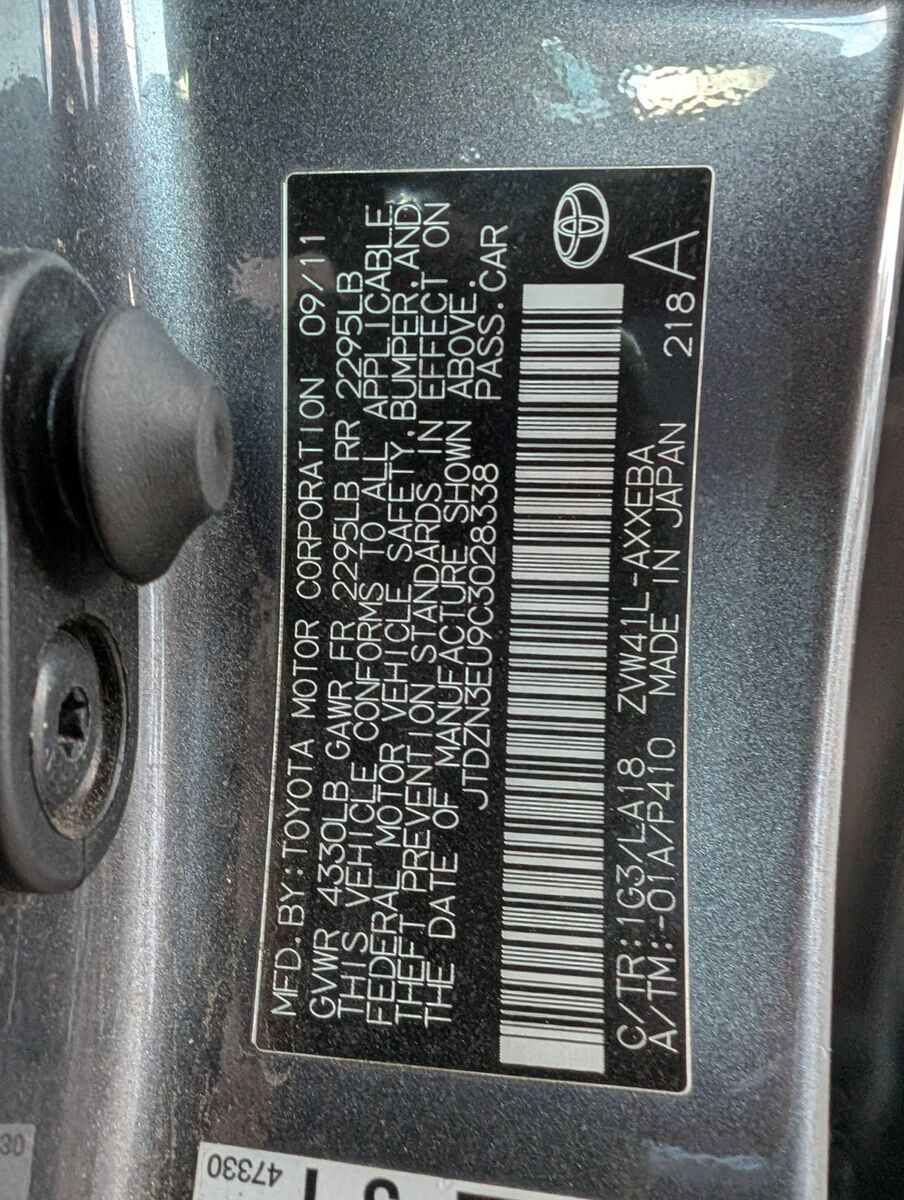 MFD.BY:TOYOTA MOTOR CORPORATION 09/11
GVWR 4330LB GAWR FR 2295LB RR 2295LB
THIS VEHICLE CONFORMS TO ALL APPLICABLE
FEDERAL MOTOR VEHICLE SAFETY,BUMPER,AND
THEFT PREVENTION STANDARDS IN EFFECT ON
THE DATE OF MANUFACTURE SHOWN ABOVE.
JTDZN3EU9C3028338 PASS.CAR
C/TR:1G3/LA18 ZVW41L-AXXEBA
A/TM:-01A/P410 MADE IN JAPAN 218A
47330
30